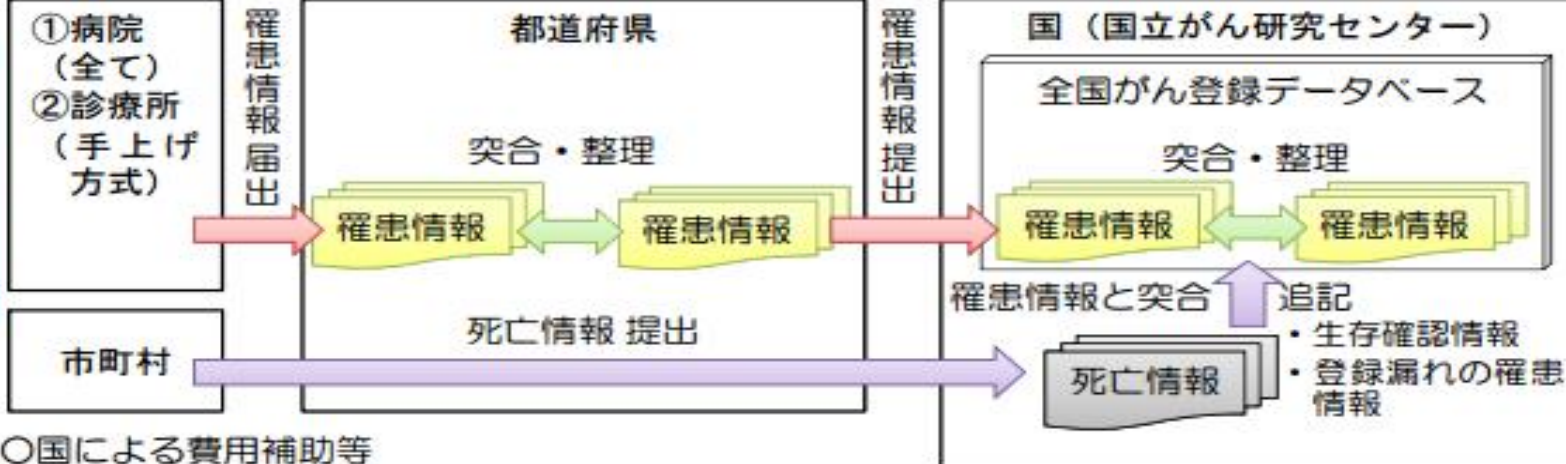 ①病院
（全て）
②診療所
（手上げ
方式）
罹患情報 届出
都道府県
突合・整理
罹患情報
罹患情報
罹患情報 提出
国（国立がん研究センター）
全国がん登録データベース
突合・整理
罹患情報
罹患情報
罹患情報と突合
追記
・生存確認情報
・登録漏れの罹患
情報
死亡情報
市町村
死亡情報 提出
○国による費用補助等